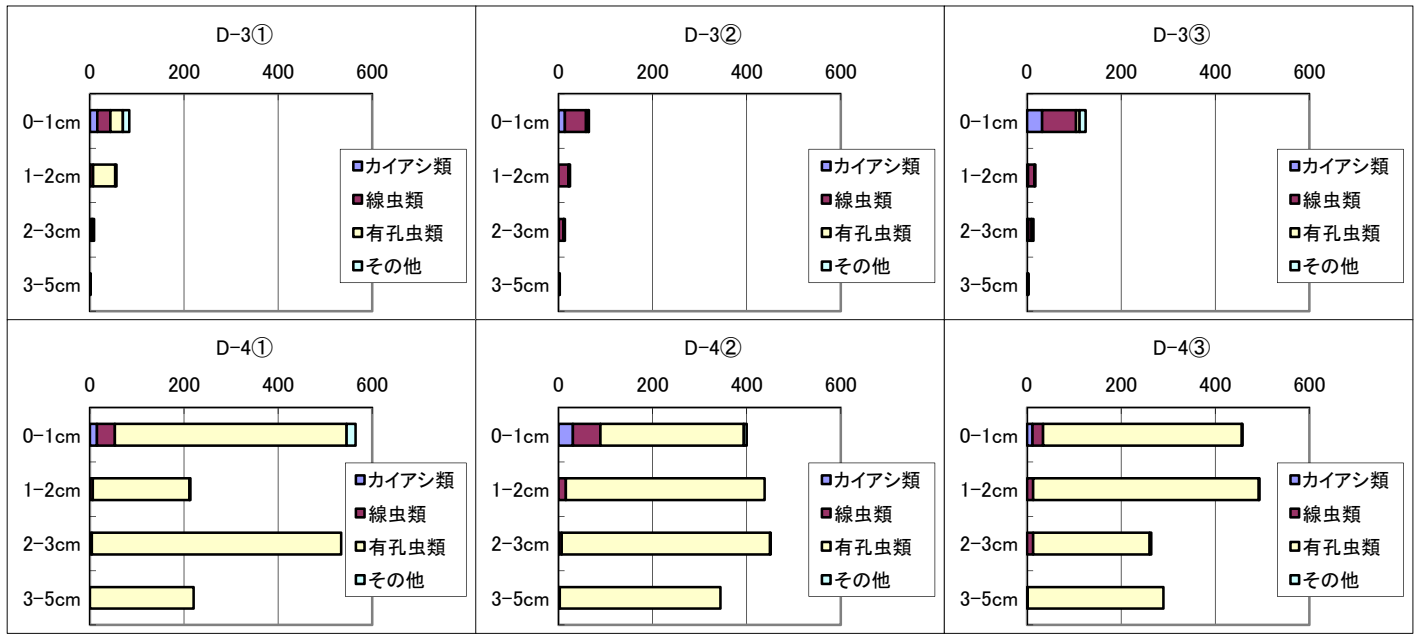 D-3①
0 200 400 600
0-1cm
1-2cm
2-3cm
3-5cm
カイアシ類
線虫類
有孔虫類
その他
D-3②
0 200 400 600
0-1cm
1-2cm
2-3cm
3-5cm
カイアシ類
線虫類
有孔虫類
その他
D-3③
0 200 400 600
0-1cm
1-2cm
2-3cm
3-5cm
カイアシ類
線虫類
有孔虫類
その他
D-4①
0 200 400 600
0-1cm
1-2cm
2-3cm
3-5cm
カイアシ類
線虫類
有孔虫類
その他
D-4②
0 200 400 600
0-1cm
1-2cm
2-3cm
3-5cm
カイアシ類
線虫類
有孔虫類
その他
D-4③
0 200 400 600
0-1cm
1-2cm
2-3cm
3-5cm
カイアシ類
線虫類
有孔虫類
その他